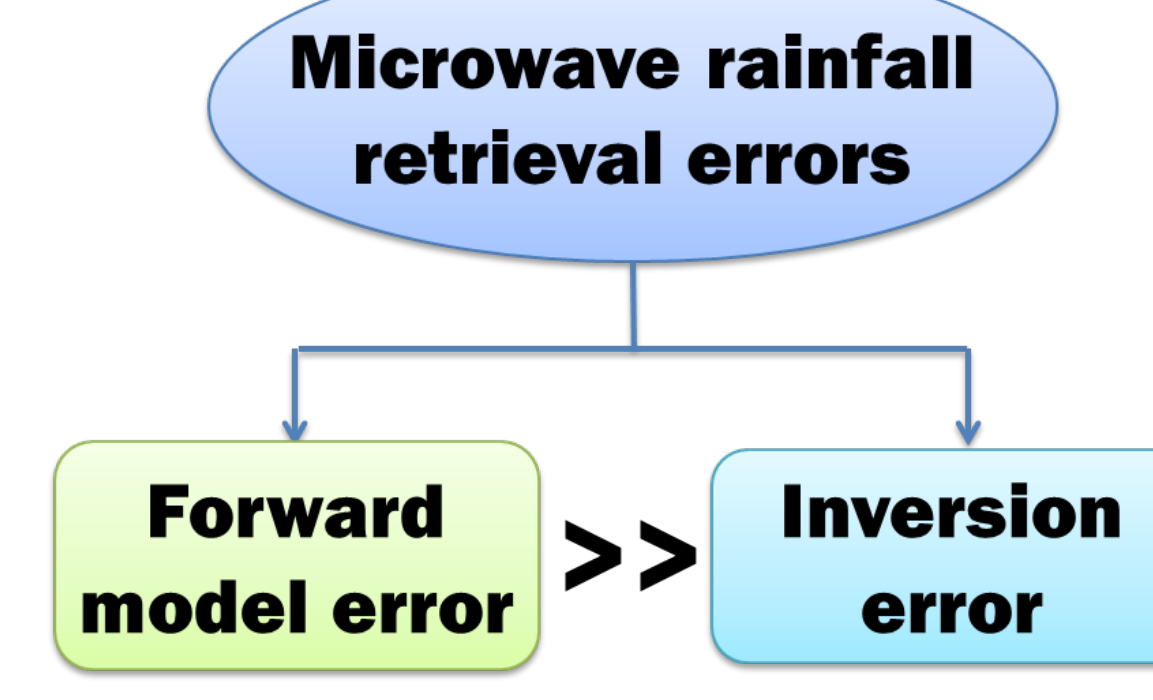 Microwave rainfall
retrieval errors
Forward
model error
>>
Inversion
error